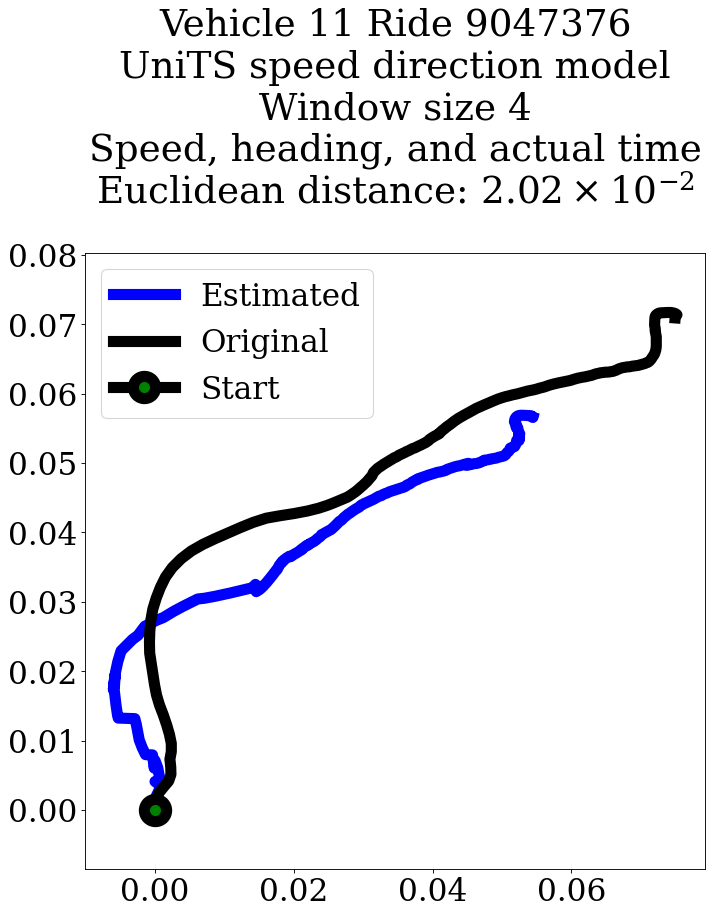 Vehicle 11 Ride 9047376
UniTS speed direction model
Window size 4
Speed, heading, and actual time
Euclidean distance: 2.02 × 10⁻²
0.08
0.07
0.06
0.05
0.04
0.03
0.02
0.01
0.00
Estimated
Original
Start
0.00 0.02 0.04 0.06